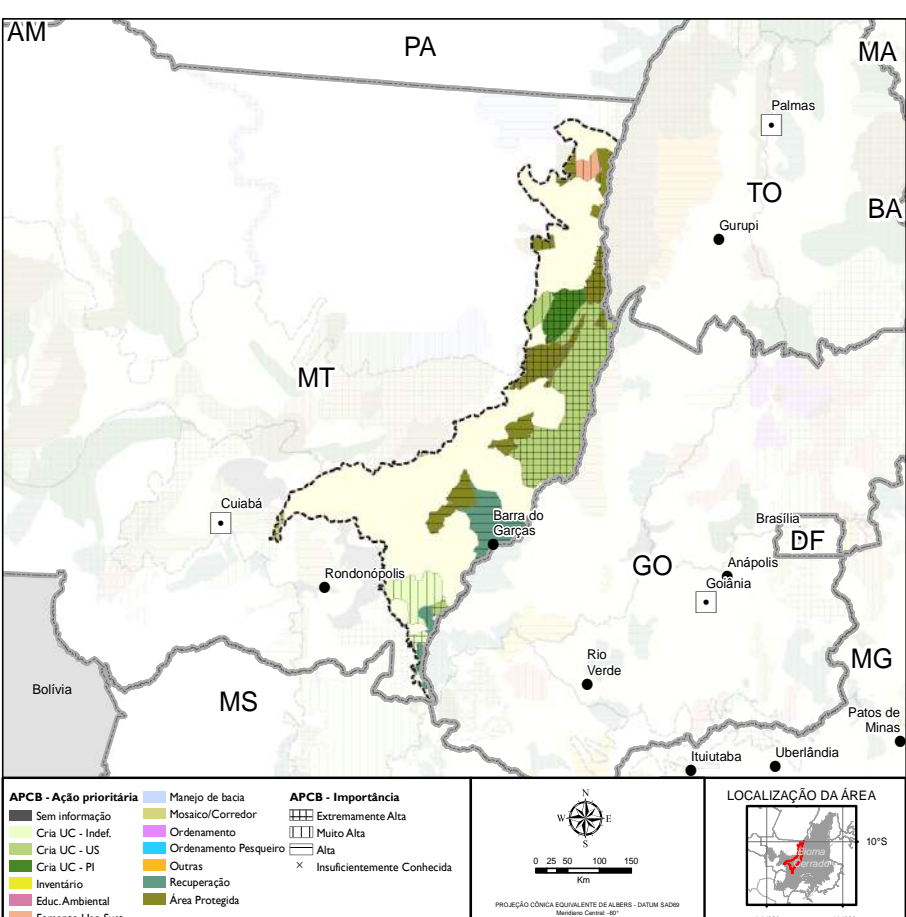 AM
PA
MA
Palmas
TO
BA
Gurupi
MT
Cuiabá
Barra do
Garças
Brasília
DF
GO
Anápolis
Rondonópolis
Goiânia
Rio
Verde
MG
Bolívia
MS
Patos de
Minas
Ituiutaba
Uberlândia
APCB - Ação prioritária
Sem informação
Cria UC - Indef.
Cria UC - US
Cria UC - PI
Inventário
Educ. Ambiental
Manejo de bacia
Mosaico/Corredor
Ordenamento
Ordenamento Pesqueiro
Outras
Recuperação
Área Protegida
APCB - Importância
Extremamente Alta
Muito Alta
Alta
× Insuficientemente Conhecida
N
W E
S
0 25 50 100 150
Km
PROJEÇÃO CÔNICA EQUIVALENTE DE ALBERS - DATUM SAD69
Meridiano Central: -60°
LOCALIZAÇÃO DA ÁREA
10°S
Bioma
Cerrado